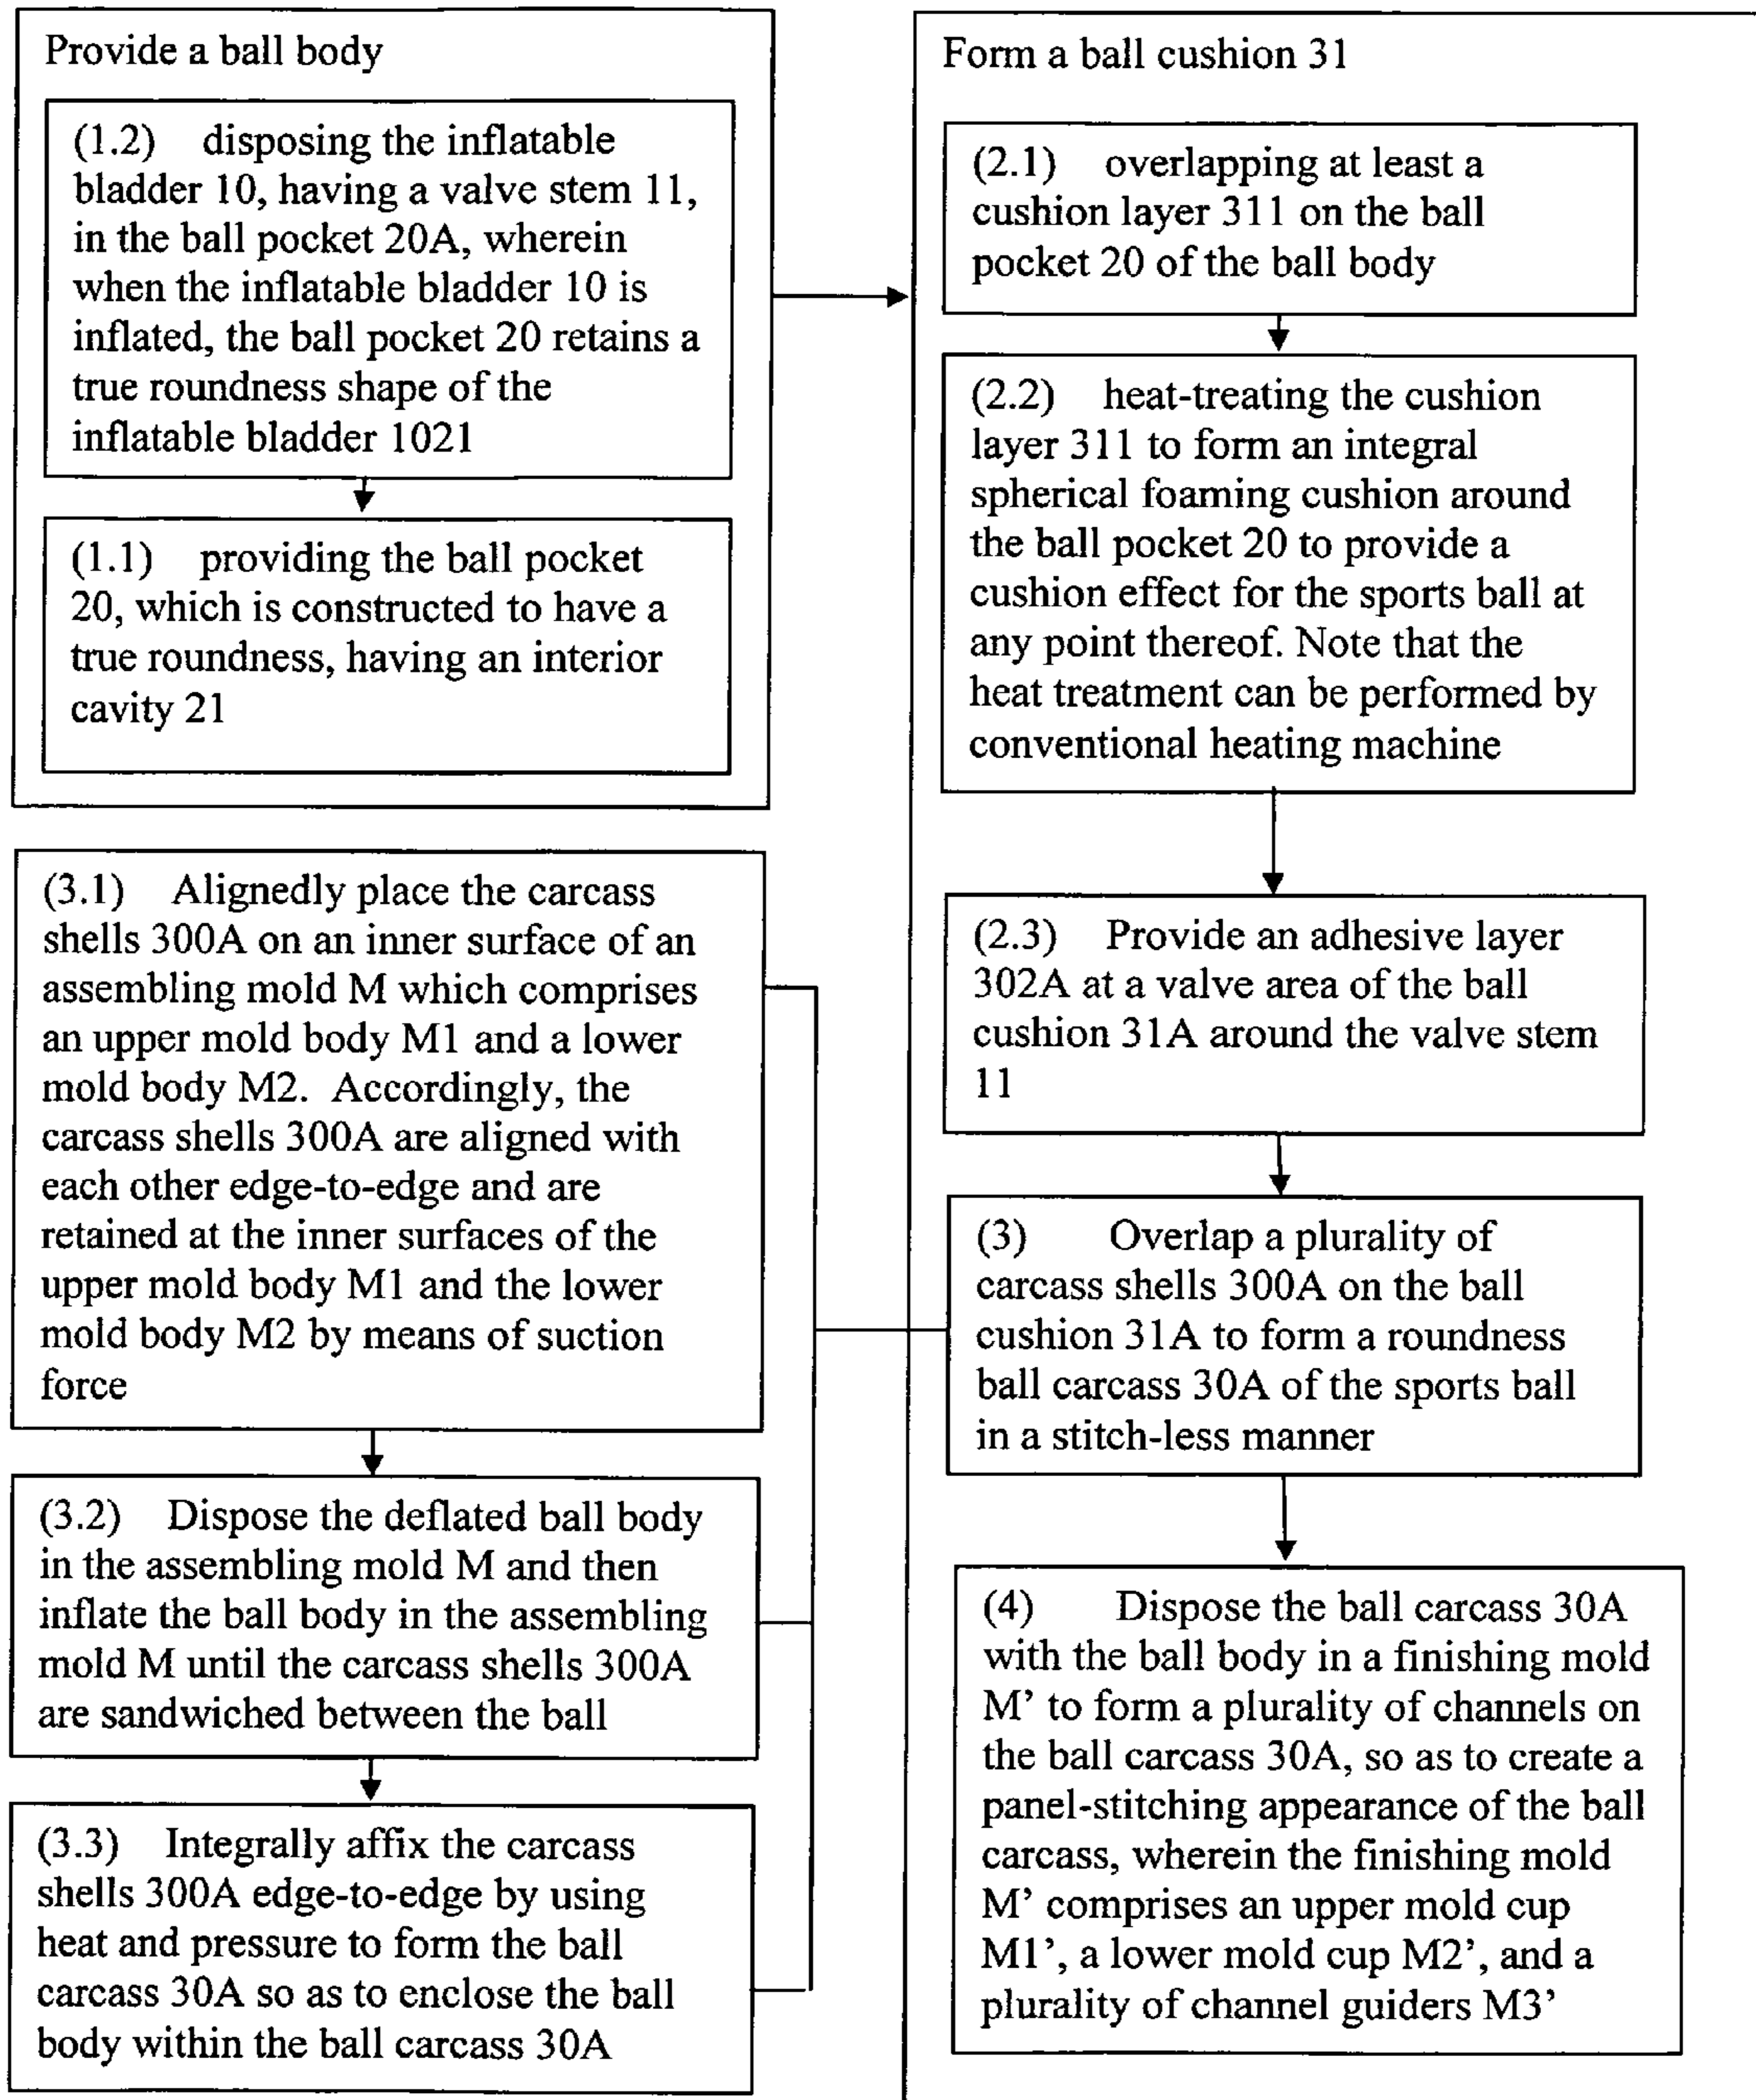 Provide a ball body
(1.2) disposing the inflatable
bladder 10, having a valve stem 11,
in the ball pocket 20A, wherein
when the inflatable bladder 10 is
inflated, the ball pocket 20 retains a
true roundness shape of the
inflatable bladder 1021
(1.1) providing the ball pocket
20, which is constructed to have a
true roundness, having an interior
cavity 21
Form a ball cushion 31
(2.1) overlapping at least a
cushion layer 311 on the ball
pocket 20 of the ball body
(2.2) heat-treating the cushion
layer 311 to form an integral
spherical foaming cushion around
the ball pocket 20 to provide a
cushion effect for the sports ball at
any point thereof. Note that the
heat treatment can be performed by
conventional heating machine
(2.3) Provide an adhesive layer
302A at a valve area of the ball
cushion 31A around the valve stem
11
(3) Overlap a plurality of
carcass shells 300A on the ball
cushion 31A to form a roundness
ball carcass 30A of the sports ball
in a stitch-less manner
(3.1) Alignedly place the carcass
shells 300A on an inner surface of an
assembling mold M which comprises
an upper mold body M1 and a lower
mold body M2. Accordingly, the
carcass shells 300A are aligned with
each other edge-to-edge and are
retained at the inner surfaces of the
upper mold body M1 and the lower
mold body M2 by means of suction
force
(3.2) Dispose the deflated ball body
in the assembling mold M and then
inflate the ball body in the assembling
mold M until the carcass shells 300A
are sandwiched between the ball
(3.3) Integrally affix the carcass
shells 300A edge-to-edge by using
heat and pressure to form the ball
carcass 30A so as to enclose the ball
body within the ball carcass 30A
(4) Dispose the ball carcass 30A
with the ball body in a finishing mold
M’ to form a plurality of channels on
the ball carcass 30A, so as to create a
panel-stitching appearance of the ball
carcass, wherein the finishing mold
M’ comprises an upper mold cup
M1’, a lower mold cup M2’, and a
plurality of channel guiders M3’